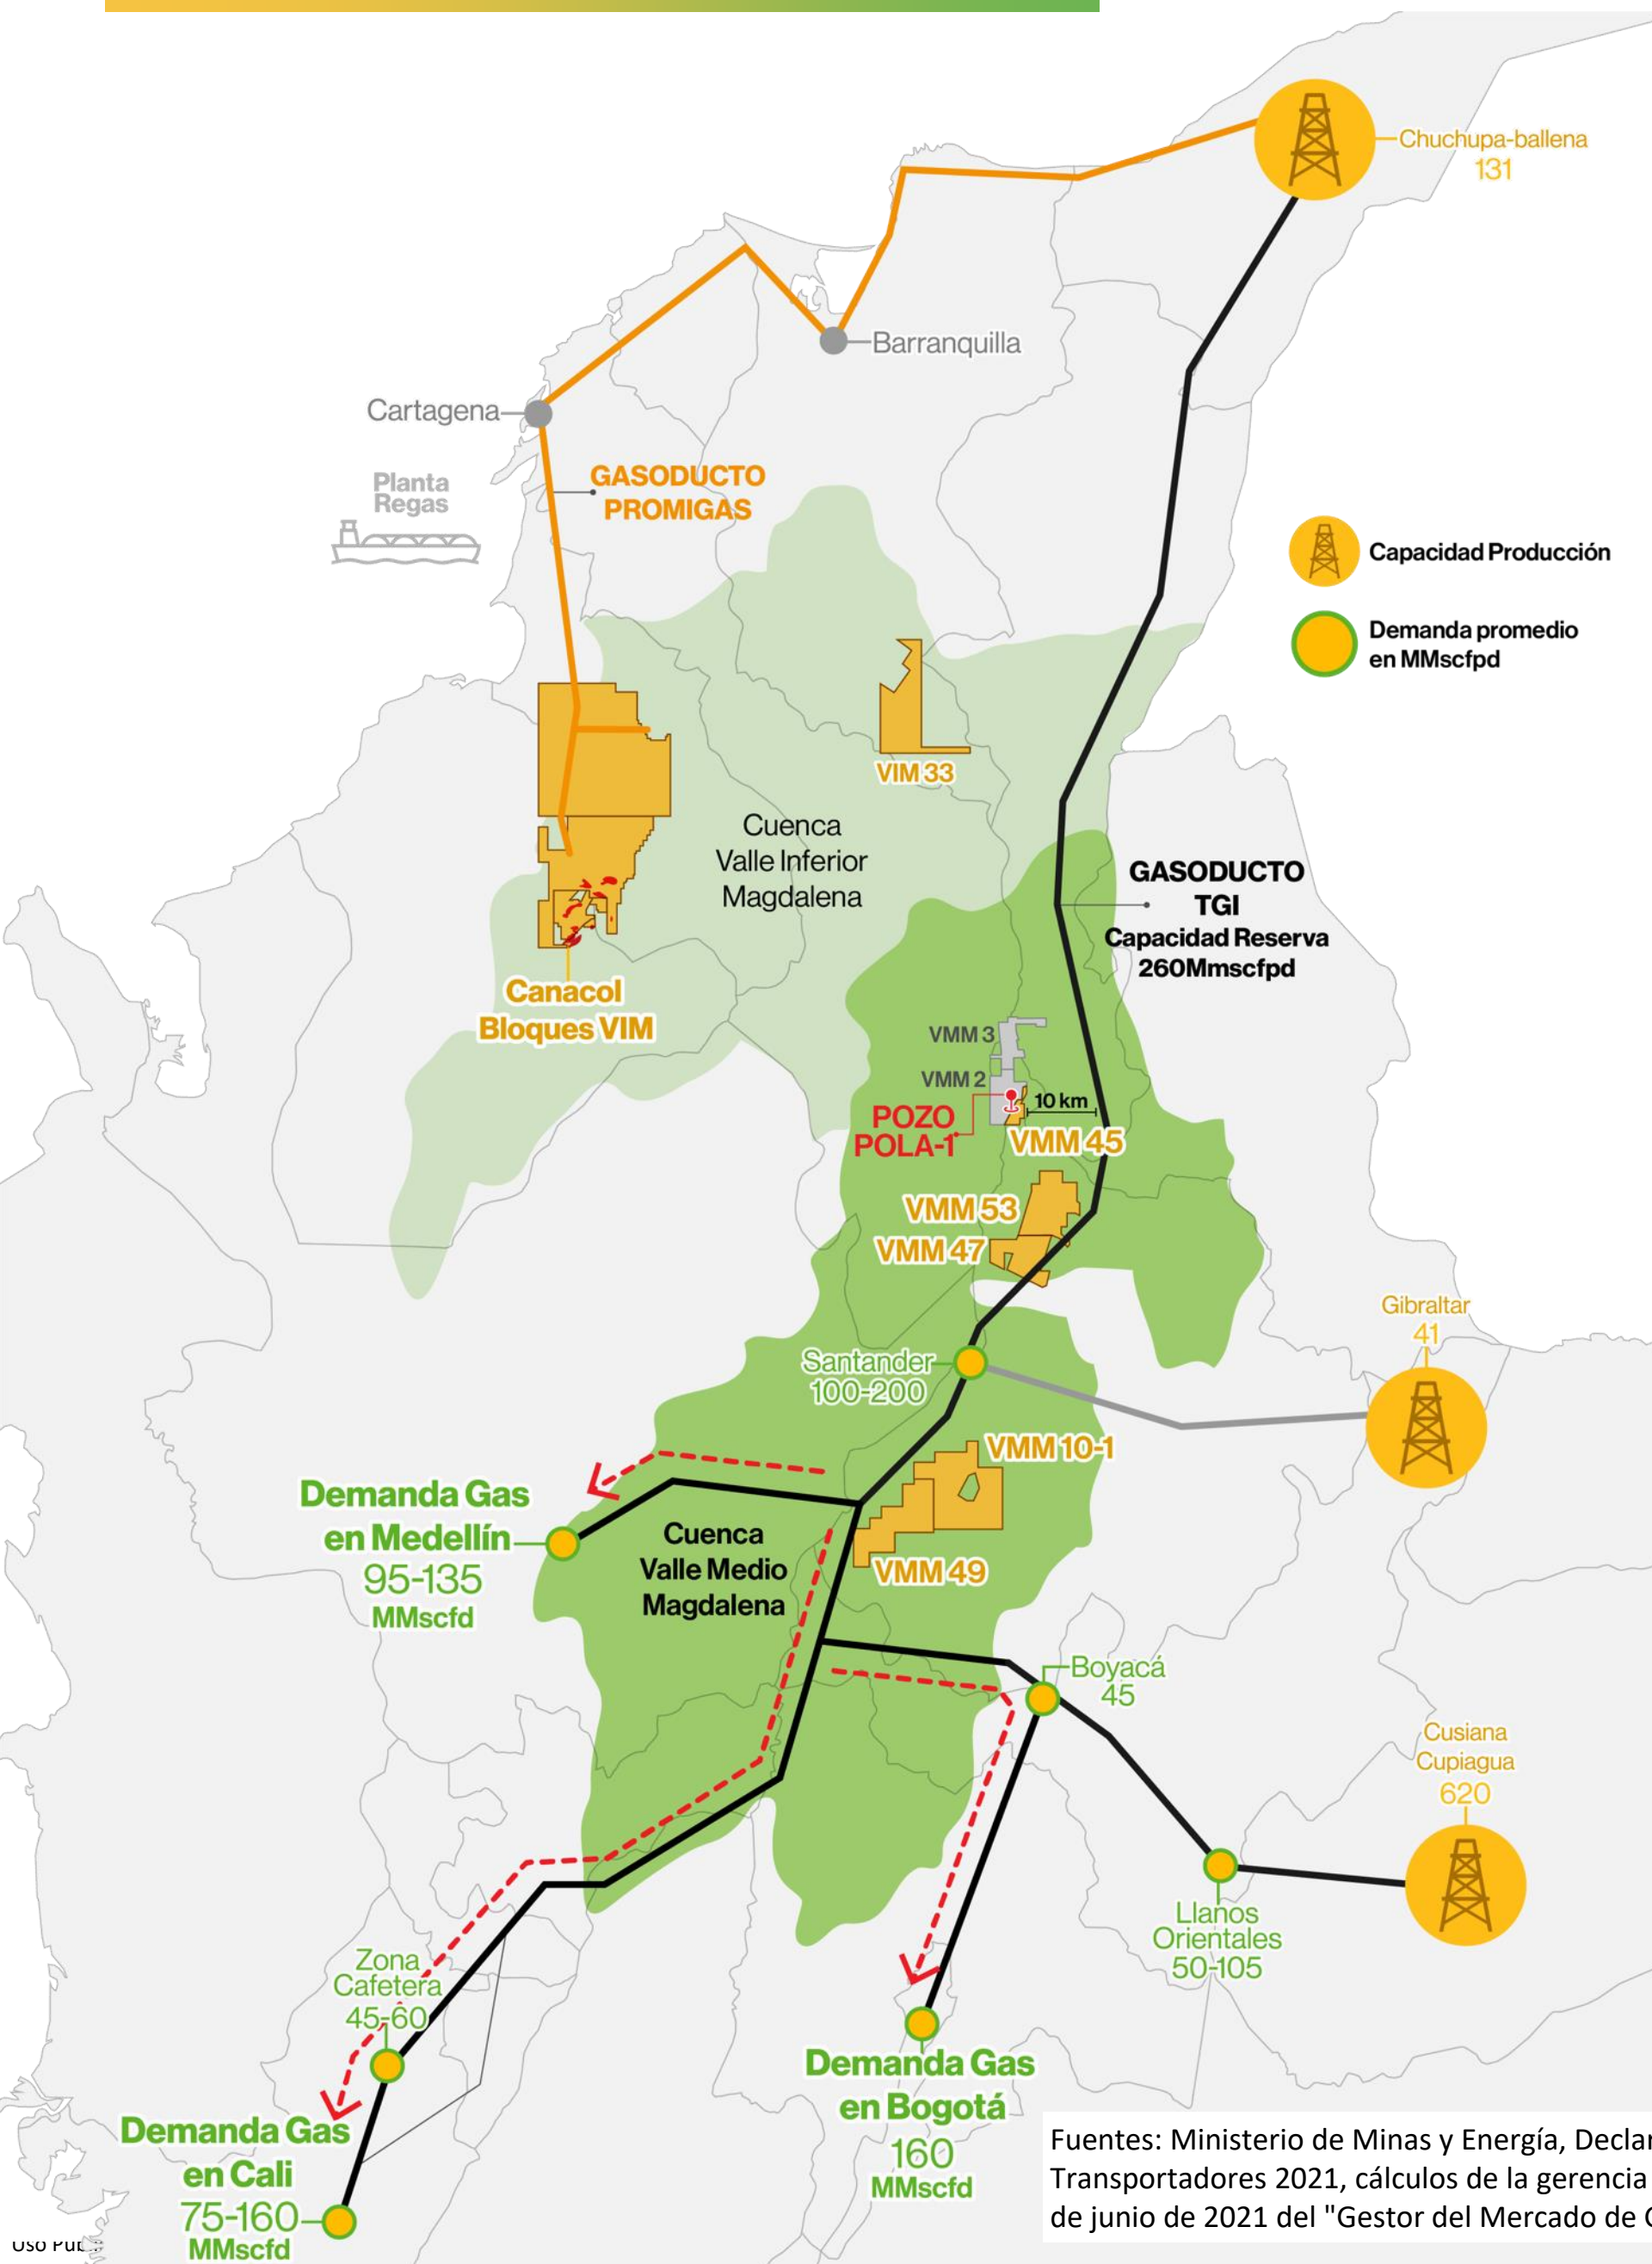 Chuchupa-ballena
131
Barranquilla
Cartagena
Planta
Regas
GASODUCTO
PROMIGAS
Capacidad Producción
Demanda promedio
en MMscfpd
VIM 33
Cuenca
Valle Inferior
Magdalena
GASODUCTO
TGI
Capacidad Reserva
260Mmscfpd
Canacol
Bloques VIM
VMM 3
VMM 2
10 km
POZO
POLA-1
VMM 45
VMM 53
VMM 47
Gibraltar
41
Santander
100-200
VMM 10-1
Demanda Gas
en Medellín
95-135
MMscfd
Cuenca
Valle Medio
Magdalena
VMM 49
Boyacá
45
Cusiana
Cupiagua
620
Llanos
Orientales
50-105
Zona
Cafetera
45-60
Demanda Gas
en Bogotá
160
MMscfd
Demanda Gas
en Cali
75-160
MMscfd
Fuentes: Ministerio de Minas y Energía, Declar
Transportadores 2021, cálculos de la gerencia
de junio de 2021 del "Gestor del Mercado de
Uso